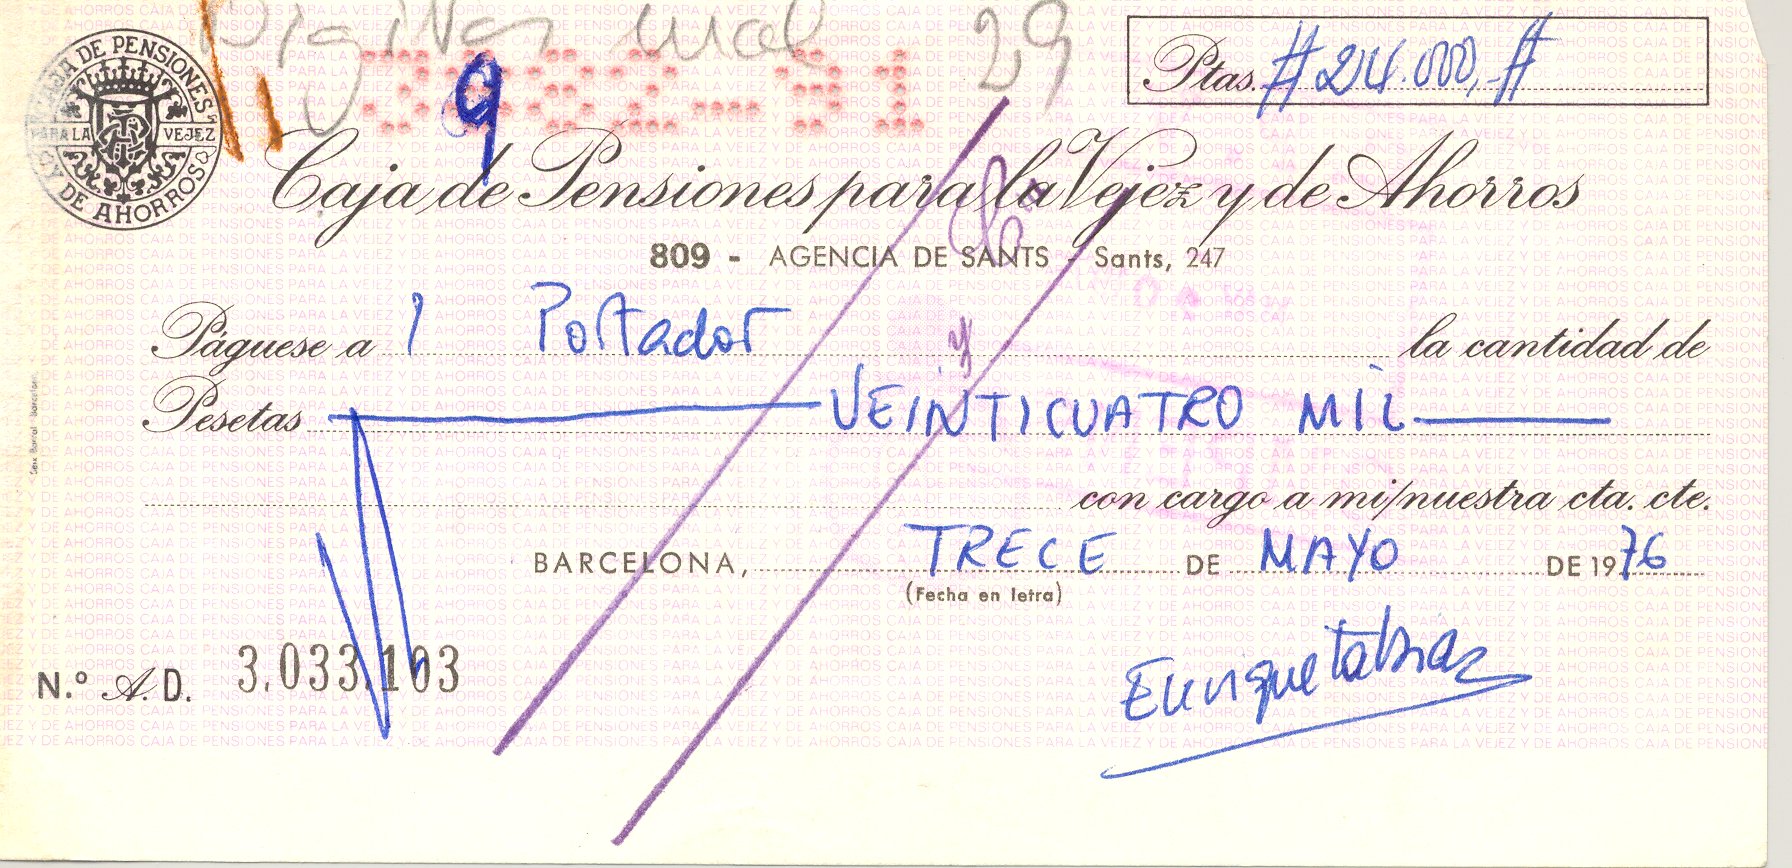 29
Ptas. # 24.000,- #
CAJA DE PENSIONES
PARA LA VEJEZ
Y DE AHORROS
9
Caja de Pensiones para la Vejez y de Ahorros
809 - AGENCIA DE SANTS - Sants, 247
Páguese a l Portador la cantidad de
Pesetas VEINTICUATRO MIL
con cargo a mi/nuestra cta. cte.
BARCELONA, TRECE DE MAYO DE 1976
(Fecha en letra)
N.º A.D. 3.033.103